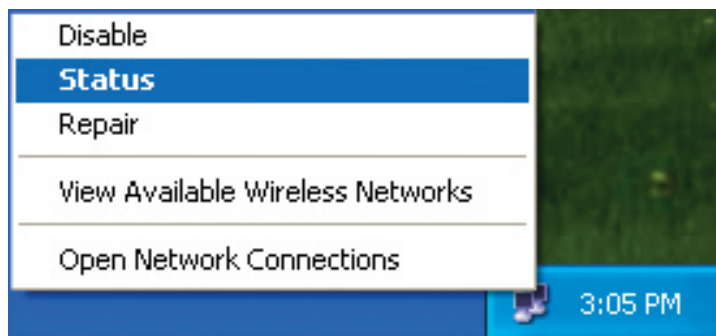 Disable
Status
Repair
View Available Wireless Networks
Open Network Connections
3:05 PM